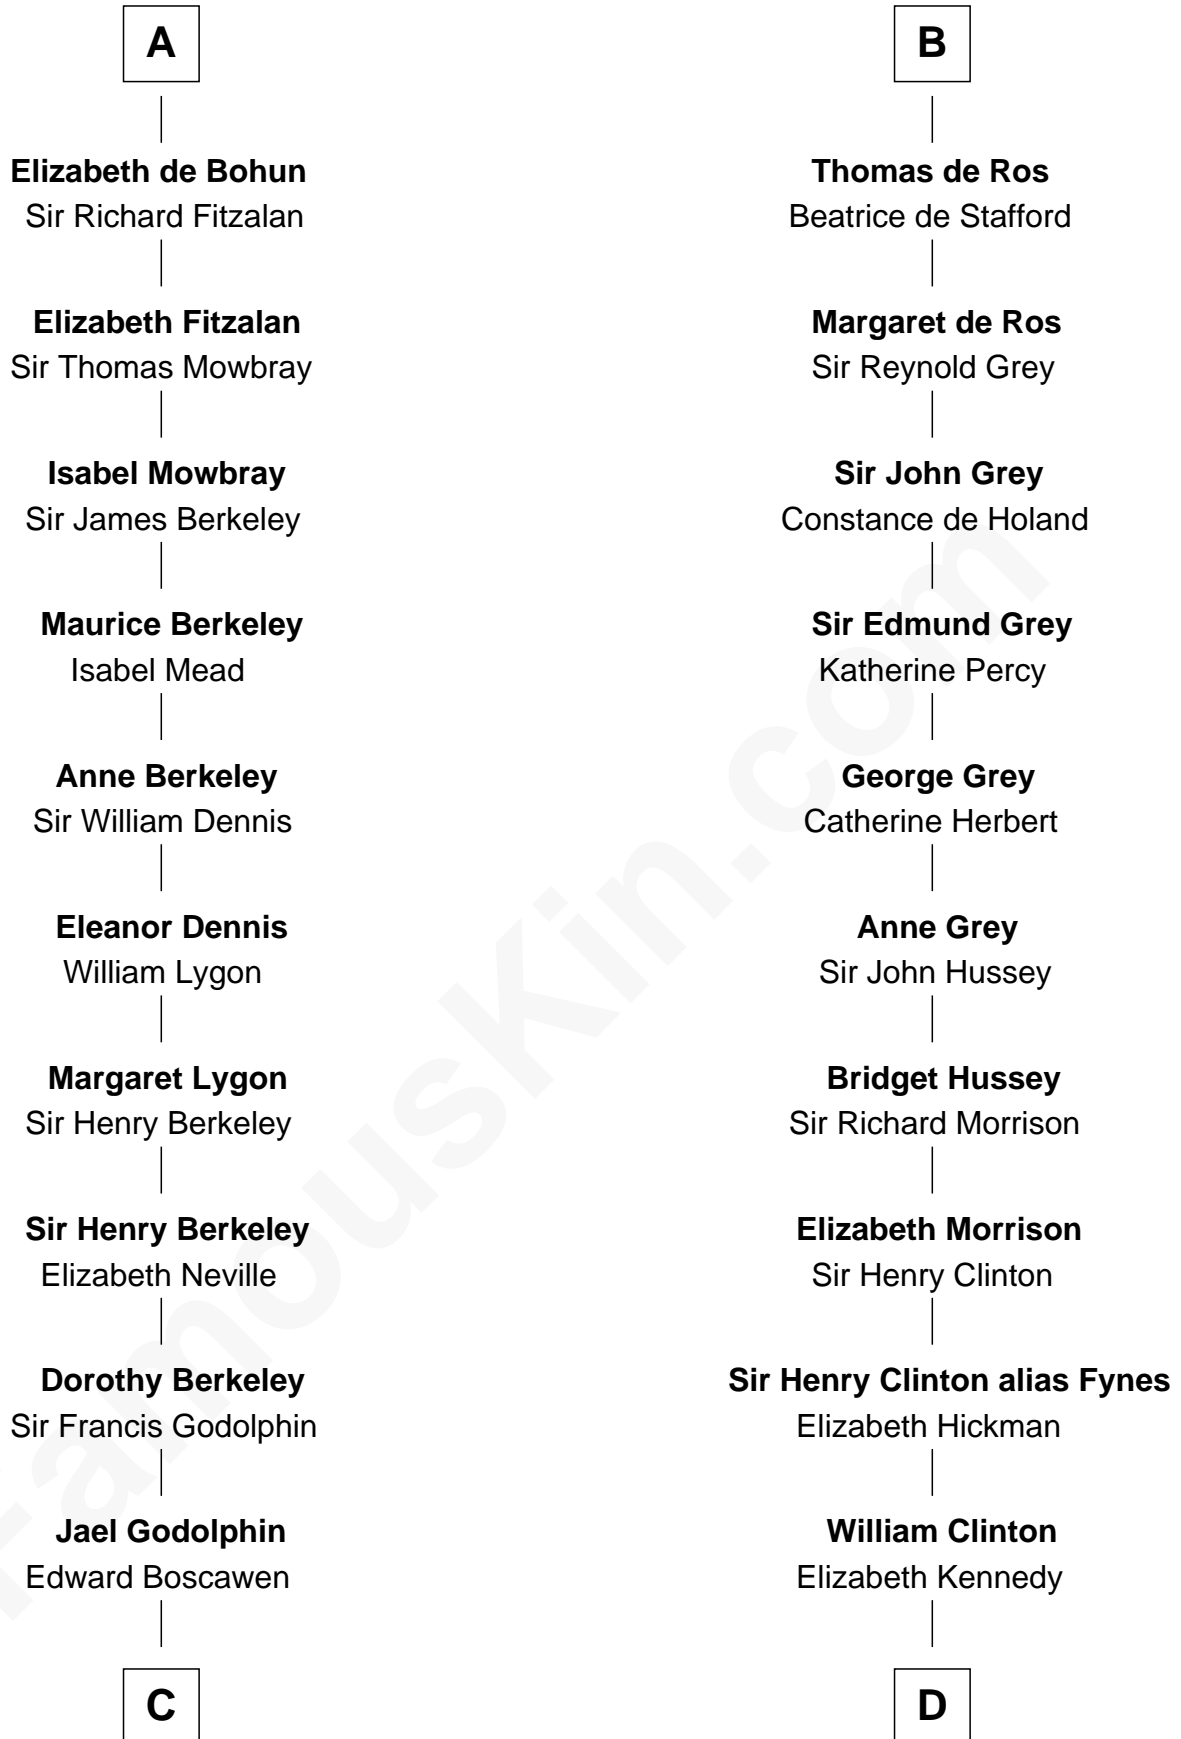 A
Elizabeth de Bohun
Sir Richard Fitzalan
Elizabeth Fitzalan
Sir Thomas Mowbray
Isabel Mowbray
Sir James Berkeley
Maurice Berkeley
Isabel Mead
Anne Berkeley
Sir William Dennis
Eleanor Dennis
William Lygon
Margaret Lygon
Sir Henry Berkeley
Sir Henry Berkeley
Elizabeth Neville
Dorothy Berkeley
Sir Francis Godolphin
Jael Godolphin
Edward Boscawen
C
B
Thomas de Ros
Beatrice de Stafford
Margaret de Ros
Sir Reynold Grey
Sir John Grey
Constance de Holand
Sir Edmund Grey
Katherine Percy
George Grey
Catherine Herbert
Anne Grey
Sir John Hussey
Bridget Hussey
Sir Richard Morrison
Elizabeth Morrison
Sir Henry Clinton
Sir Henry Clinton alias Fynes
Elizabeth Hickman
William Clinton
Elizabeth Kennedy
D
FamousKin.com